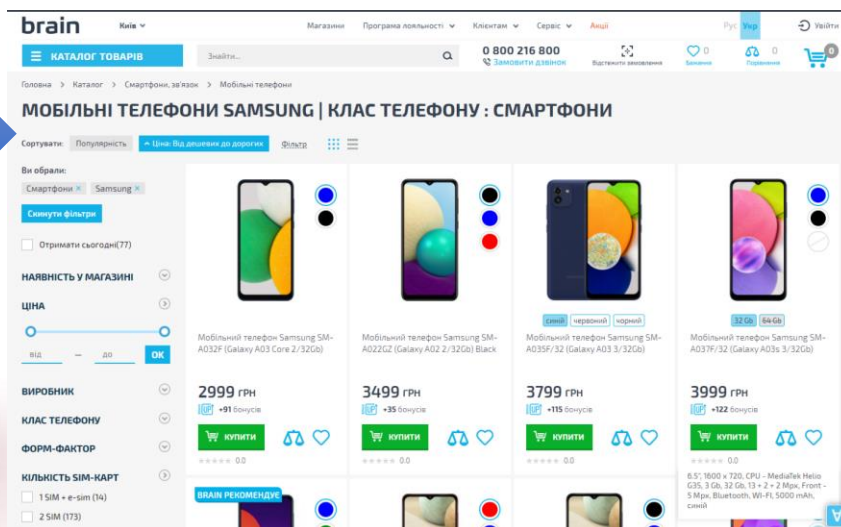 brain
Київ
Магазини
Програма лояльності
Клієнтам
Сервіс
Акції
Рус Укр
Увійти
КАТАЛОГ ТОВАРІВ
Знайти...
0 800 216 800
Замовити дзвінок
Відстежити замовлення
0
Бажання
0
Порівняння
0
Головна > Каталог > Смартфони, зв'язок > Мобільні телефони
МОБІЛЬНІ ТЕЛЕФОНИ SAMSUNG | КЛАС ТЕЛЕФОНУ : СМАРТФОНИ
Сортувати: Популярність Ціна: Від дешевих до дорогих Фільтр
Ви обрали:
Смартфони × Samsung ×
Скинути фільтри
Отримати сьогодні(77)
НАЯВНІСТЬ У МАГАЗИНІ
ЦІНА
від — до ОК
ВИРОБНИК
КЛАС ТЕЛЕФОНУ
ФОРМ-ФАКТОР
КІЛЬКІСТЬ SIM-КАРТ
1 SIM + e-sim (14)
2 SIM (173)
Мобільний телефон Samsung SM-
A032F (Galaxy A03 Core 2/32Gb)
2999 ГРН
UP +91 бонусів
КУПИТИ
0.0
BRAIN РЕКОМЕНДУЄ
Мобільний телефон Samsung SM-
A022GZ (Galaxy A02 2/32Gb) Black
3499 ГРН
UP +35 бонусів
КУПИТИ
0.0
синій червоний чорний
Мобільний телефон Samsung SM-
A035F/32 (Galaxy A03 3/32Gb)
3799 ГРН
UP +115 бонусів
КУПИТИ
0.0
32 Gb 64 Gb
Мобільний телефон Samsung SM-
A037F/32 (Galaxy A03s 3/32Gb)
3999 ГРН
UP +122 бонусів
КУПИТИ
0.0
6.5", 1600 x 720, CPU - MediaTek Helio
G35, 3 Gb, 32 Gb, 13 + 2 + 2 Mpx, Front -
5 Mpx, Bluetooth, Wi-Fi, 5000 mAh,
синій